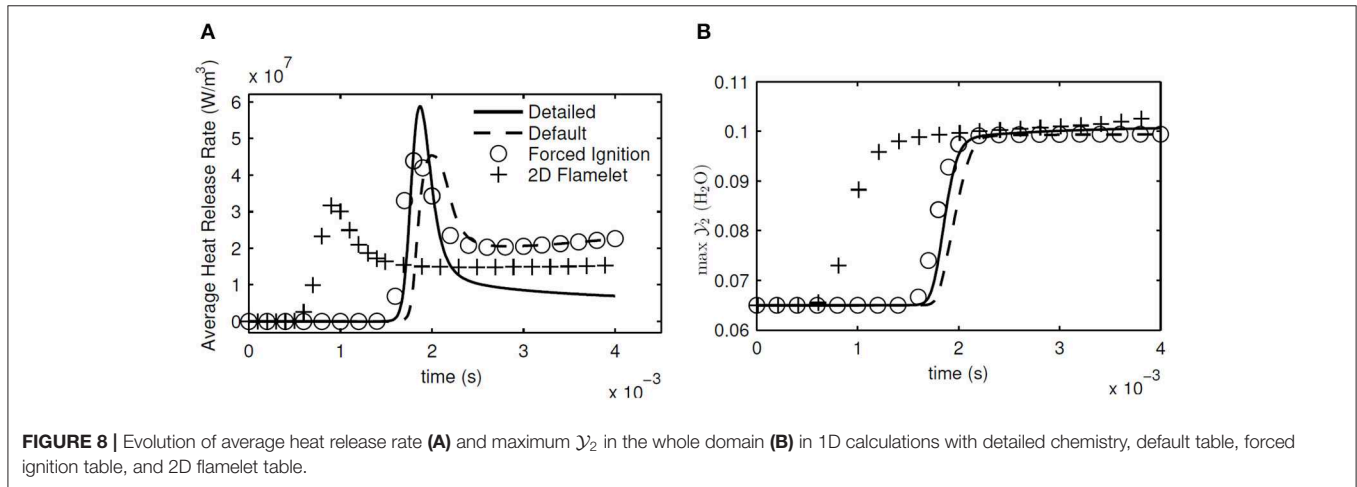 A
B
x 10⁷
Average Heat Release Rate (W/m³)
6
5
4
3
2
1
0
Detailed
Default
Forced Ignition
2D Flamelet
0
1
2
3
4
time (s)
x 10⁻³
max 𝒴₂ (H₂O)
0.11
0.1
0.09
0.08
0.07
0.06
0
1
2
3
4
time (s)
x 10⁻³
FIGURE 8 | Evolution of average heat release rate (A) and maximum 𝒴₂ in the whole domain (B) in 1D calculations with detailed chemistry, default table, forced
ignition table, and 2D flamelet table.